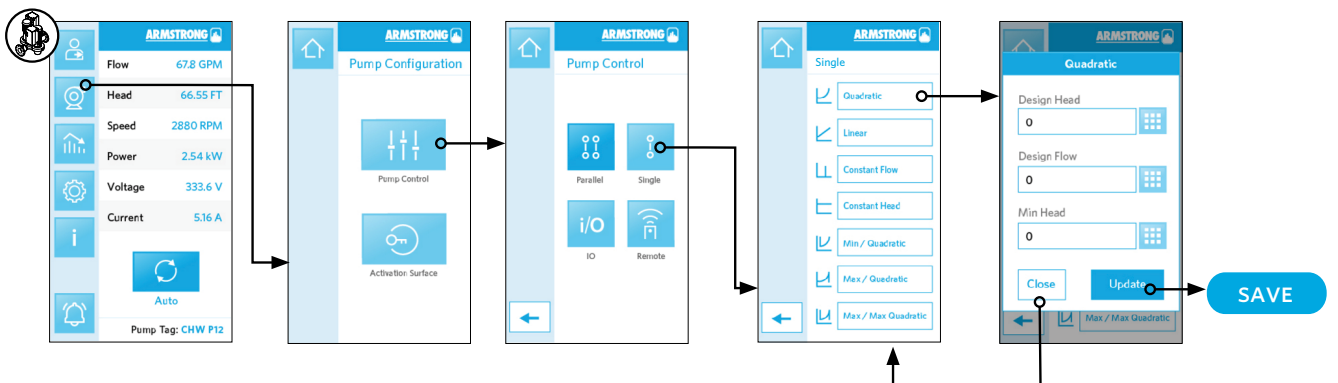 ARMSTRONG
Flow 67.8 GPM
Head 66.55 FT
Speed 2880 RPM
Power 2.54 kW
Voltage 333.6 V
Current 5.16 A
i
Auto
Pump Tag: CHW P12
ARMSTRONG
Pump Configuration
Pump Control
Activation Surface
ARMSTRONG
Pump Control
Parallel Single
i/O
IO Remote
ARMSTRONG
Single
Quadratic
Linear
Constant Flow
Constant Head
Min / Quadratic
Max / Quadratic
Max / Max Quadratic
ARMSTRONG
Quadratic
Design Head
0
Design Flow
0
Min Head
0
Close Update
Max / Max Quadratic
SAVE